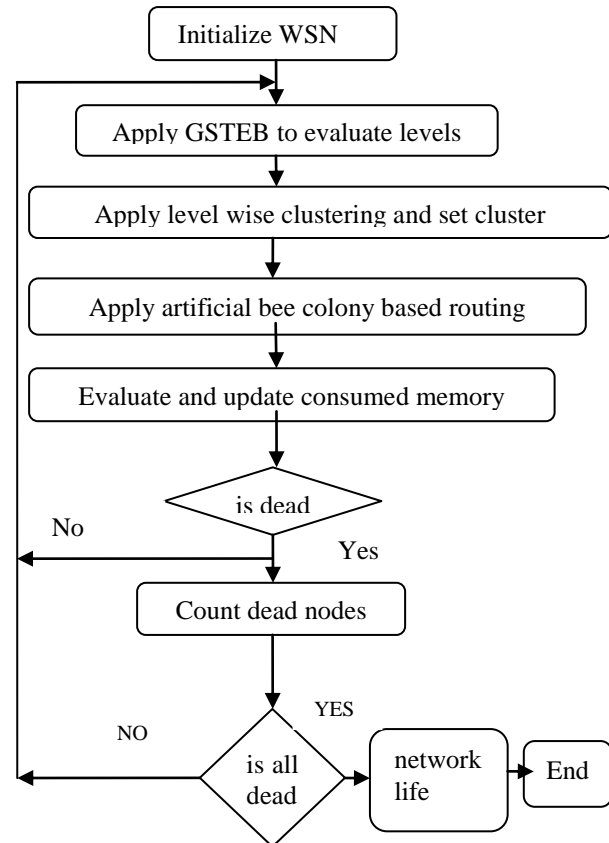 Initialize WSN
Apply GSTEB to evaluate levels
Apply level wise clustering and set cluster
Apply artificial bee colony based routing
Evaluate and update consumed memory
is dead
No
Yes
Count dead nodes
YES
NO
is all
dead
network
life
End